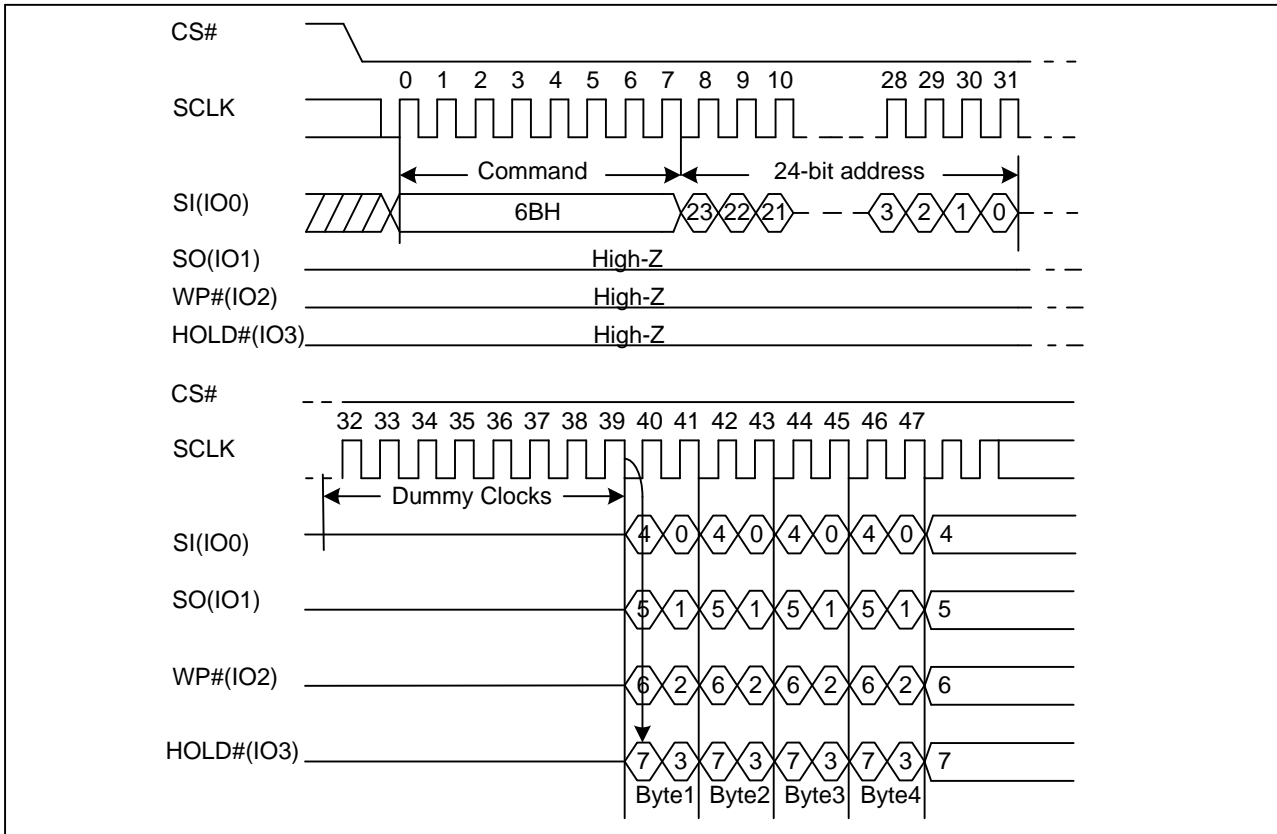 CS#
0 1 2 3 4 5 6 7 8 9 10 28 29 30 31
SCLK
Command 24-bit address
SI(IO0) 6BH 23 22 21 3 2 1 0
SO(IO1) High-Z
WP#(IO2) High-Z
HOLD#(IO3) High-Z
CS#
32 33 34 35 36 37 38 39 40 41 42 43 44 45 46 47
SCLK
Dummy Clocks
SI(IO0) 4 0 4 0 4 0 4 0 4
SO(IO1) 5 1 5 1 5 1 5 1 5
WP#(IO2) 6 2 6 2 6 2 6 2 6
HOLD#(IO3) 7 3 7 3 7 3 7 3 7
Byte1 Byte2 Byte3 Byte4